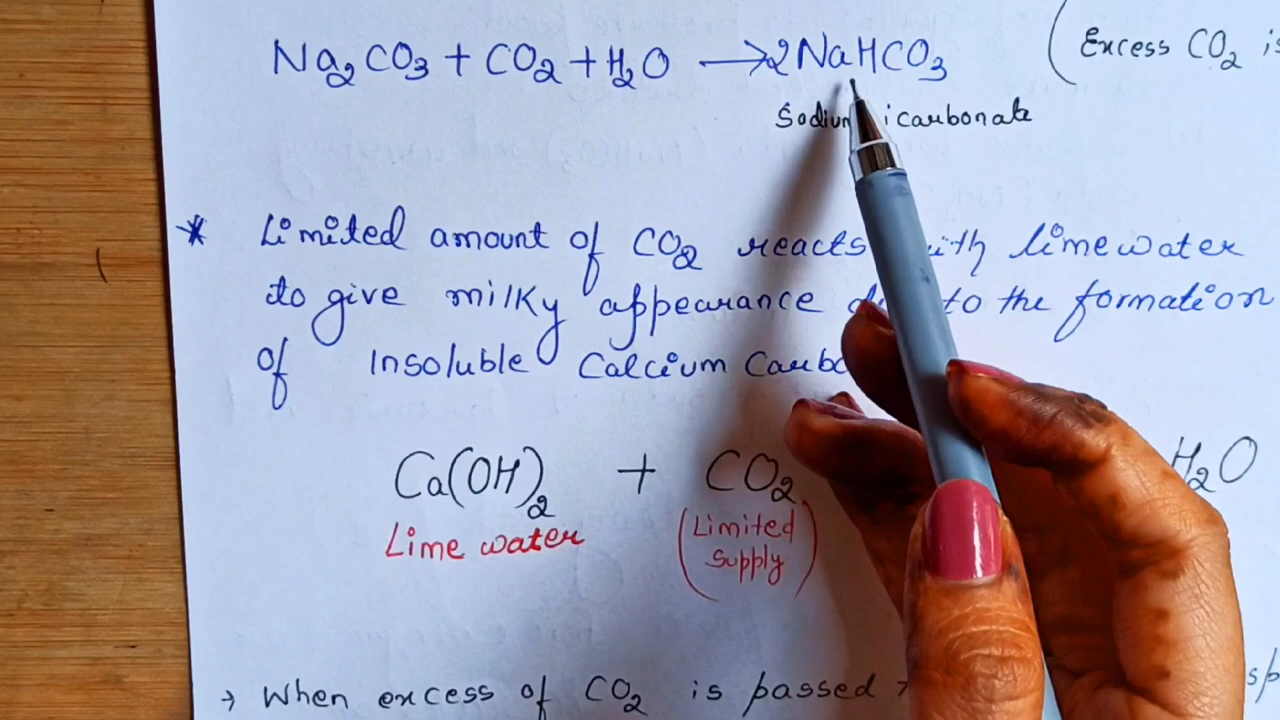 Na2CO3 + CO2 + H2O → 2NaHCO3 (Excess CO2 is
Sodium icarbonate
* Limited amount of CO2 reacts with limewater
to give milky appearance to the formation
of Insoluble Calcium Carbo
Ca(OH)2 + CO2 H2O
Lime water (Limited
Supply)
→ When excess of CO2 is passed